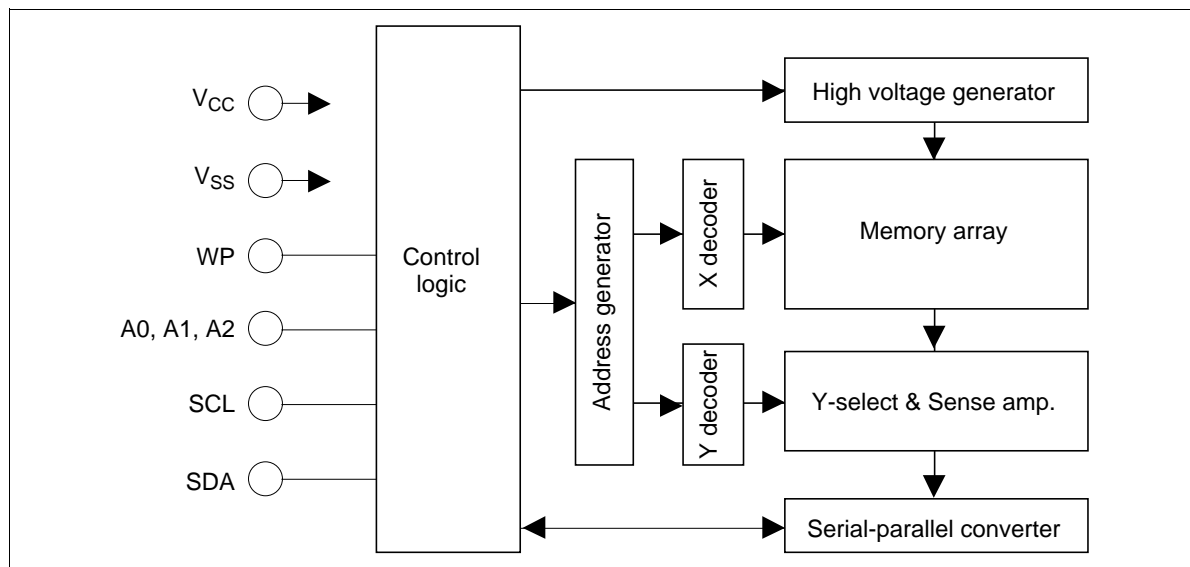 VCC
VSS
WP
A0, A1, A2
SCL
SDA
Control
logic
Address generator
X decoder
Y decoder
High voltage generator
Memory array
Y-select & Sense amp.
Serial-parallel converter